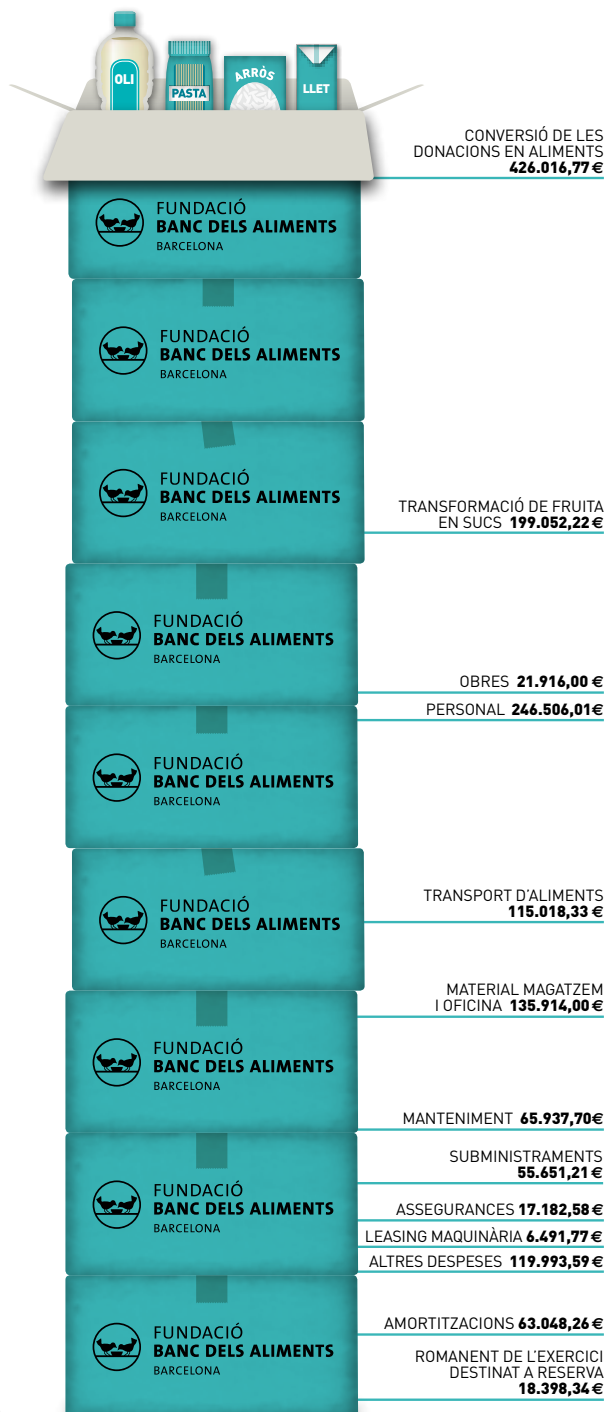 OLI
PASTA
ARRÒS
LLET
CONVERSIÓ DE LES
DONACIONS EN ALIMENTS
426.016,77 €
FUNDACIÓ
BANC DELS ALIMENTS
BARCELONA
FUNDACIÓ
BANC DELS ALIMENTS
BARCELONA
FUNDACIÓ
BANC DELS ALIMENTS
BARCELONA
TRANSFORMACIÓ DE FRUITA
EN SUCS 199.052,22 €
FUNDACIÓ
BANC DELS ALIMENTS
BARCELONA
OBRES 21.916,00 €
PERSONAL 246.506,01 €
FUNDACIÓ
BANC DELS ALIMENTS
BARCELONA
TRANSPORT D'ALIMENTS
115.018,33 €
FUNDACIÓ
BANC DELS ALIMENTS
BARCELONA
MATERIAL MAGATZEM
I OFICINA 135.914,00 €
FUNDACIÓ
BANC DELS ALIMENTS
BARCELONA
MANTENIMENT 65.937,70€
SUBMINISTRAMENTS
55.651,21 €
FUNDACIÓ
BANC DELS ALIMENTS
BARCELONA
ASSEGURANCES 17.182,58 €
LEASING MAQUINÀRIA 6.491,77 €
ALTRES DESPESES 119.993,59 €
AMORTITZACIONS 63.048,26 €
FUNDACIÓ
BANC DELS ALIMENTS
BARCELONA
ROMANENT DE L'EXERCICI
DESTINAT A RESERVA
18.398,34 €